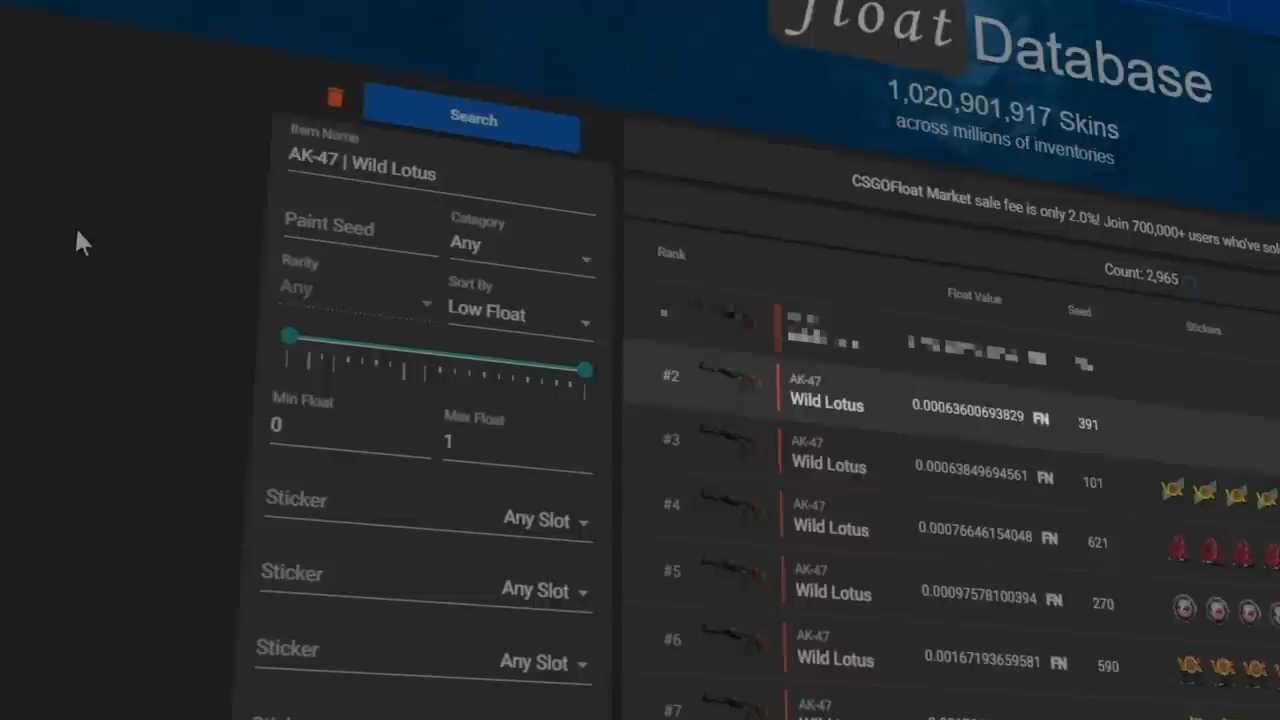 float Database
1,020,901,917 Skins
across millions of inventories
Search
Item Name
AK-47 | Wild Lotus
Paint Seed
Category
Any
Rarity
Any
Sort By
Low Float
Min Float
0
Max Float
1
Sticker
Any Slot
Sticker
Any Slot
Sticker
Any Slot
CSGOFloat Market sale fee is only 2.0%! Join 700,000+ users who've
Count: 2,965
Rank
Float Value
Seed
Stickers
#2
AK-47
Wild Lotus
0.00063600693829 FN
391
#3
AK-47
Wild Lotus
0.00063849694561 FN
101
#4
AK-47
Wild Lotus
0.00076646154048 FN
621
#5
AK-47
Wild Lotus
0.00097578100394 FN
270
#6
AK-47
Wild Lotus
0.00167193659581 FN
590
#7
AK-47